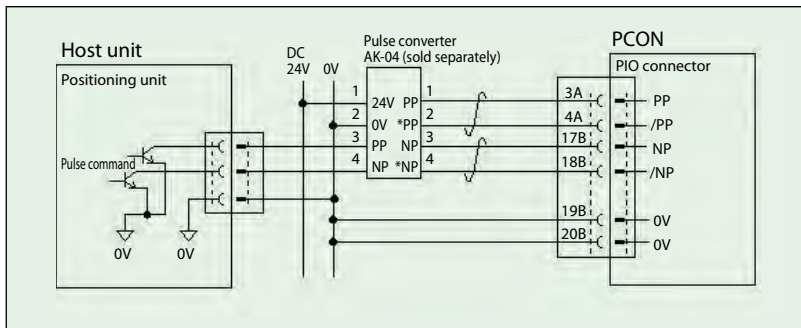 Host unit
Positioning unit
Pulse command
0V
0V
DC
24V 0V
Pulse converter
AK-04 (sold separately)
1 24V PP 1
2 0V *PP 2
3 PP NP 3
4 NP *NP 4
PCON
PIO connector
3A PP
4A /PP
17B NP
18B /NP
19B 0V
20B 0V